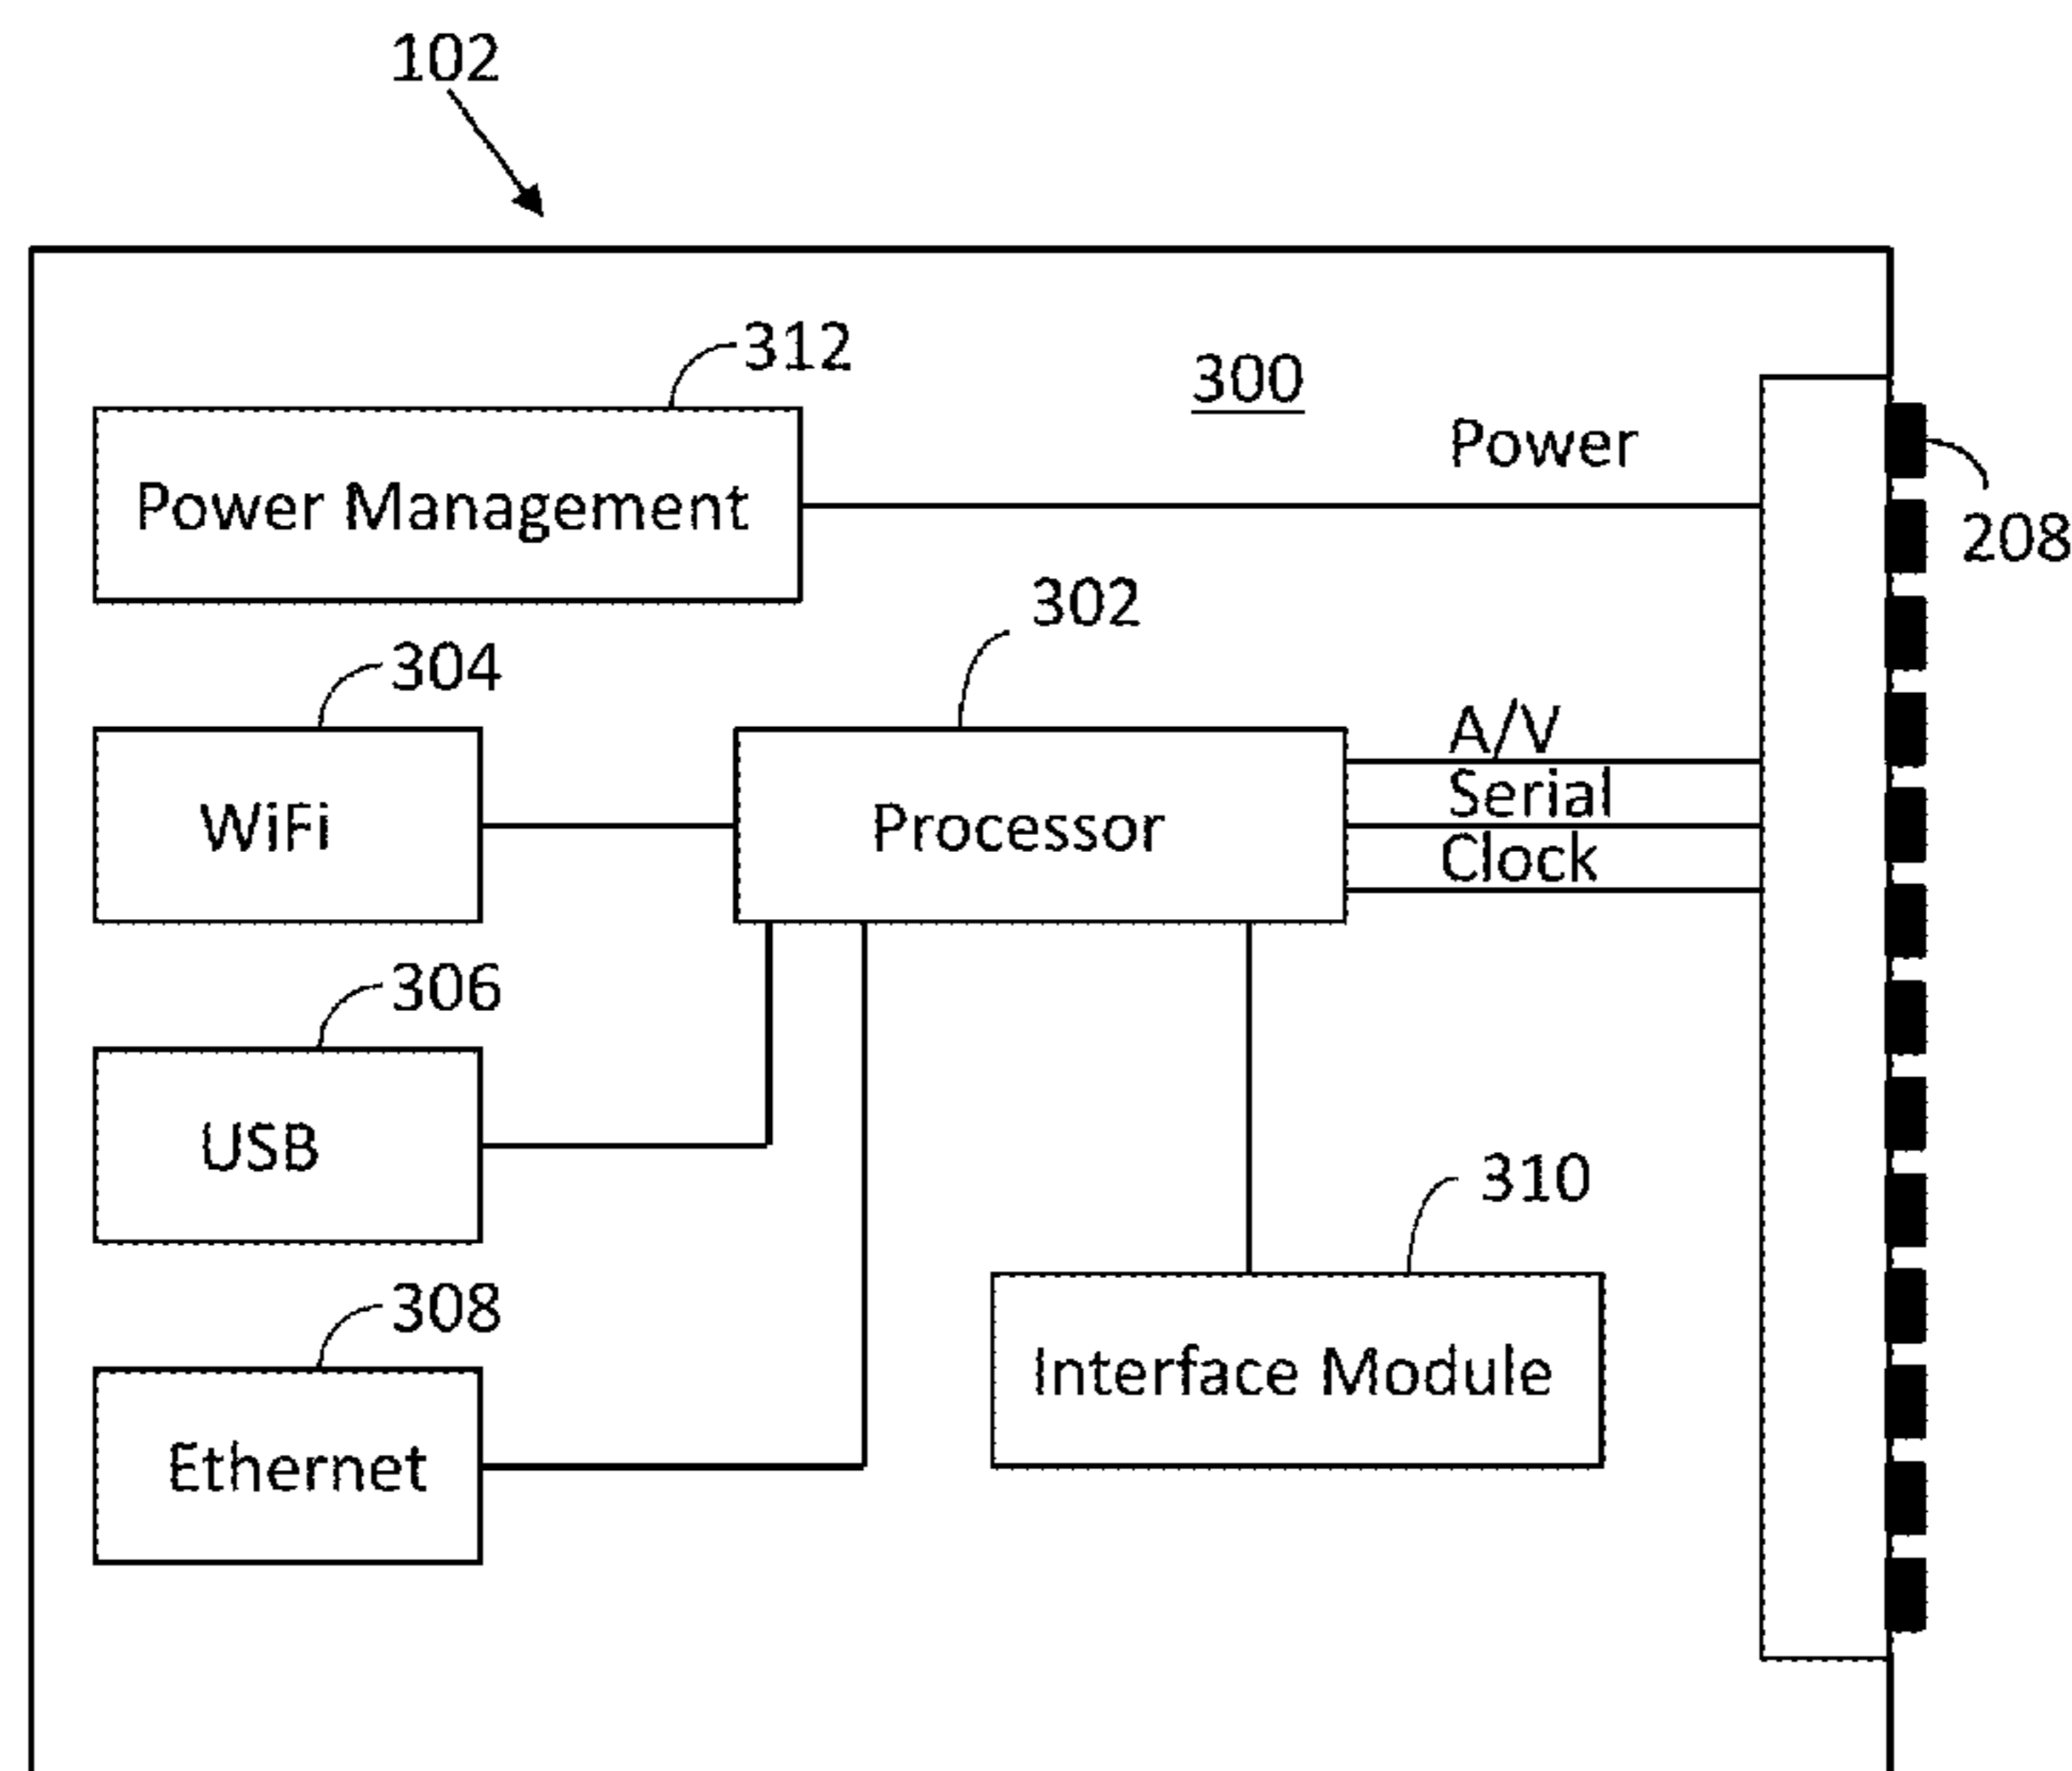 102
312
300
Power
Power Management
208
302
304
A/V
Serial
WiFi
Processor
Clock
306
USB
310
308
Interface Module
Ethernet